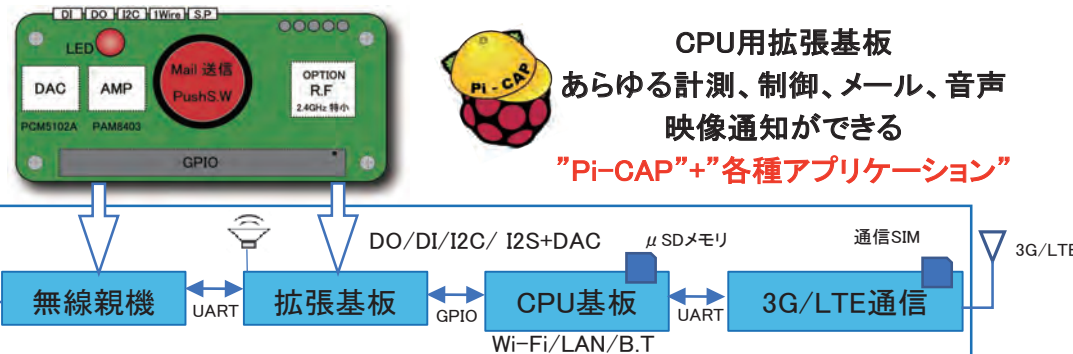 DI DO I2C 1Wire S.P
LED
DAC
AMP
Mail 送信
PushS.W
OPTION
R.F
2.4GHz 特小
PCM5102A PAM8403
GPIO
Pi-CAP
CPU用拡張基板
あらゆる計測、制御、メール、音声
映像通知ができる
”Pi-CAP”+”各種アプリケーション”
DO/DI/I2C/ I2S+DAC
μSDメモリ
通信SIM
3G/LTE
無線親機
UART
拡張基板
GPIO
CPU基板
UART
3G/LTE通信
Wi-Fi/LAN/B.T